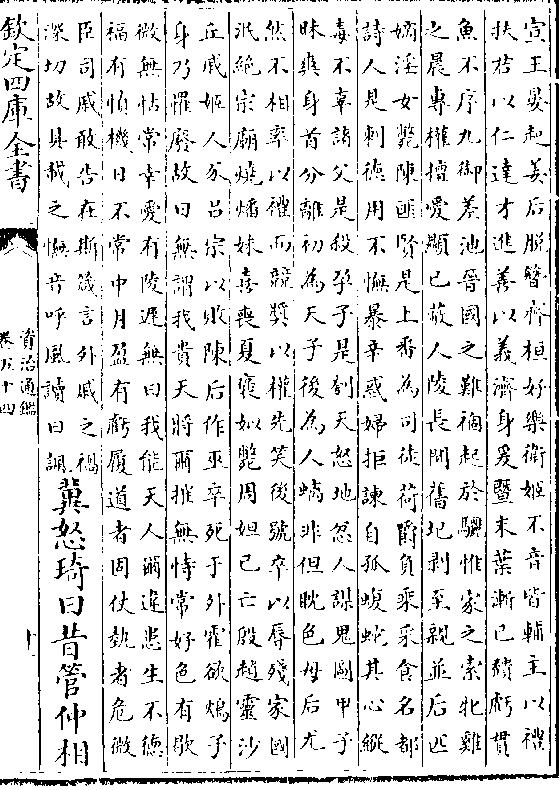 宣王晏起姜后脫簪齊桓好樂衛姬不音皆輔主以禮
扶君以仁達才進善以義濟身爰暨末葉漸已頽虧貫
魚不序九御差池晉國之難禍起於驪惟家之索牝雞
之晨專權擅愛顯己蔽人陵長間舊圮剥至親並后匹
嫡淫女斃陳匪賢是上番為司徒荷爵負乘采食名都
詩人是刺德用不憮暴辛惑婦拒諫自孤蝮蛇其心縱
毒不辜諸父是殺孕子是刳天怒地忿人謀鬼圖甲子
昧爽身首分離初為天子後為人螭非但眈色母后尤
然不相率以禮而競奬以權先笑後號卒以辱殘家國
泯絶宗廟燒燔妹喜喪夏褒姒斃周妲己亡殷趙靈沙
丘戚姬人豕呂宗以敗陳后作巫卒死于外霍欲鴆子
身乃罹廢故曰無謂我貴天將爾摧無恃常好色有歇
微無怙常幸愛有陵遲無曰我能天人爾違患生不德
福有愼機日不常中月盈有虧履道者固仗埶者危微
臣司戚敢告在斯箴言外戚之禍
深切故具載之憮音呼風讀曰諷
冀怒琦曰昔管仲相
欽定四庫全書
資治通鑑
卷五十四
十